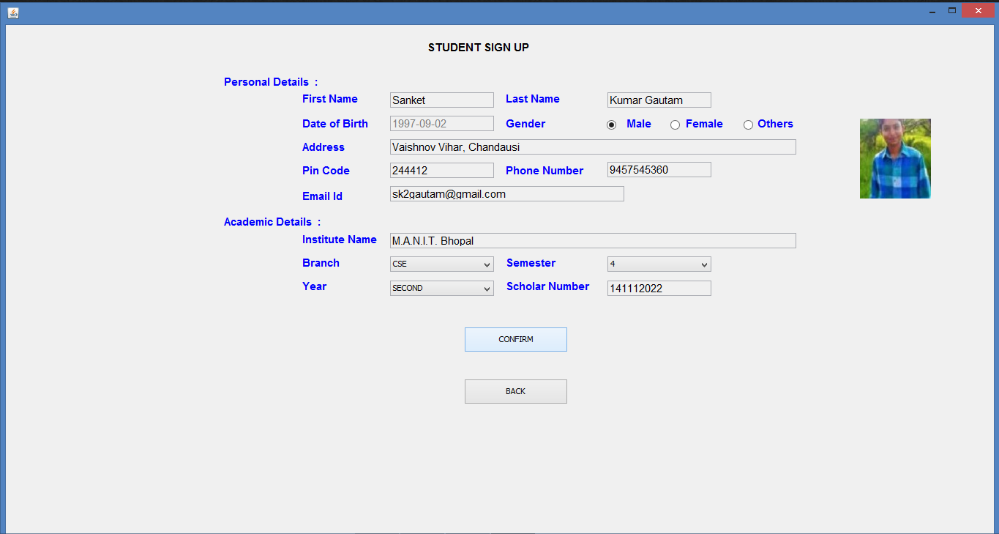 STUDENT SIGN UP
Personal Details :
First Name Sanket Last Name Kumar Gautam
Date of Birth 1997-09-02 Gender Male Female Others
Address Vaishnov Vihar, Chandausi
Pin Code 244412 Phone Number 9457545360
Email Id sk2gautam@gmail.com
Academic Details :
Institute Name M.A.N.I.T. Bhopal
Branch CSE Semester 4
Year SECOND Scholar Number 141112022
CONFIRM
BACK